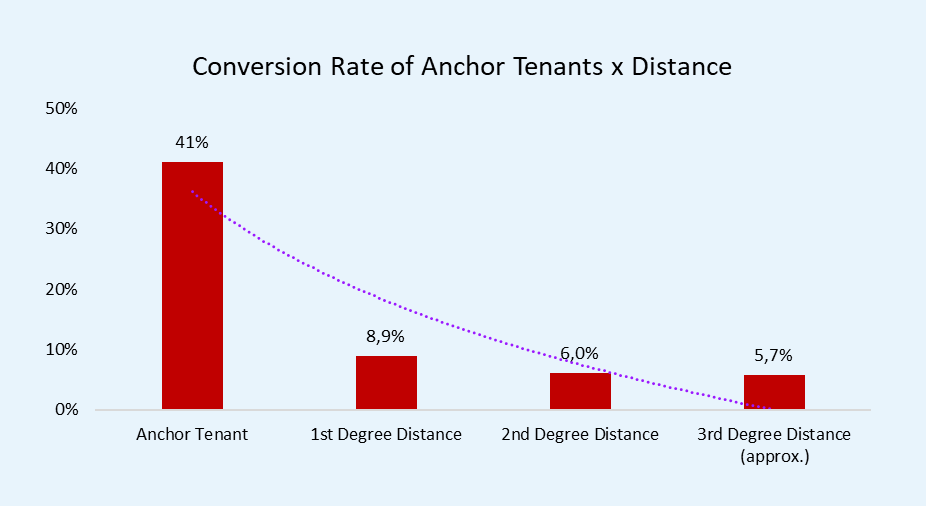 Conversion Rate of Anchor Tenants x Distance
50%
41%
40%
30%
20%
10%
0%
8,9%
6,0%
5,7%
Anchor Tenant
1st Degree Distance
2nd Degree Distance
3rd Degree Distance
(approx.)